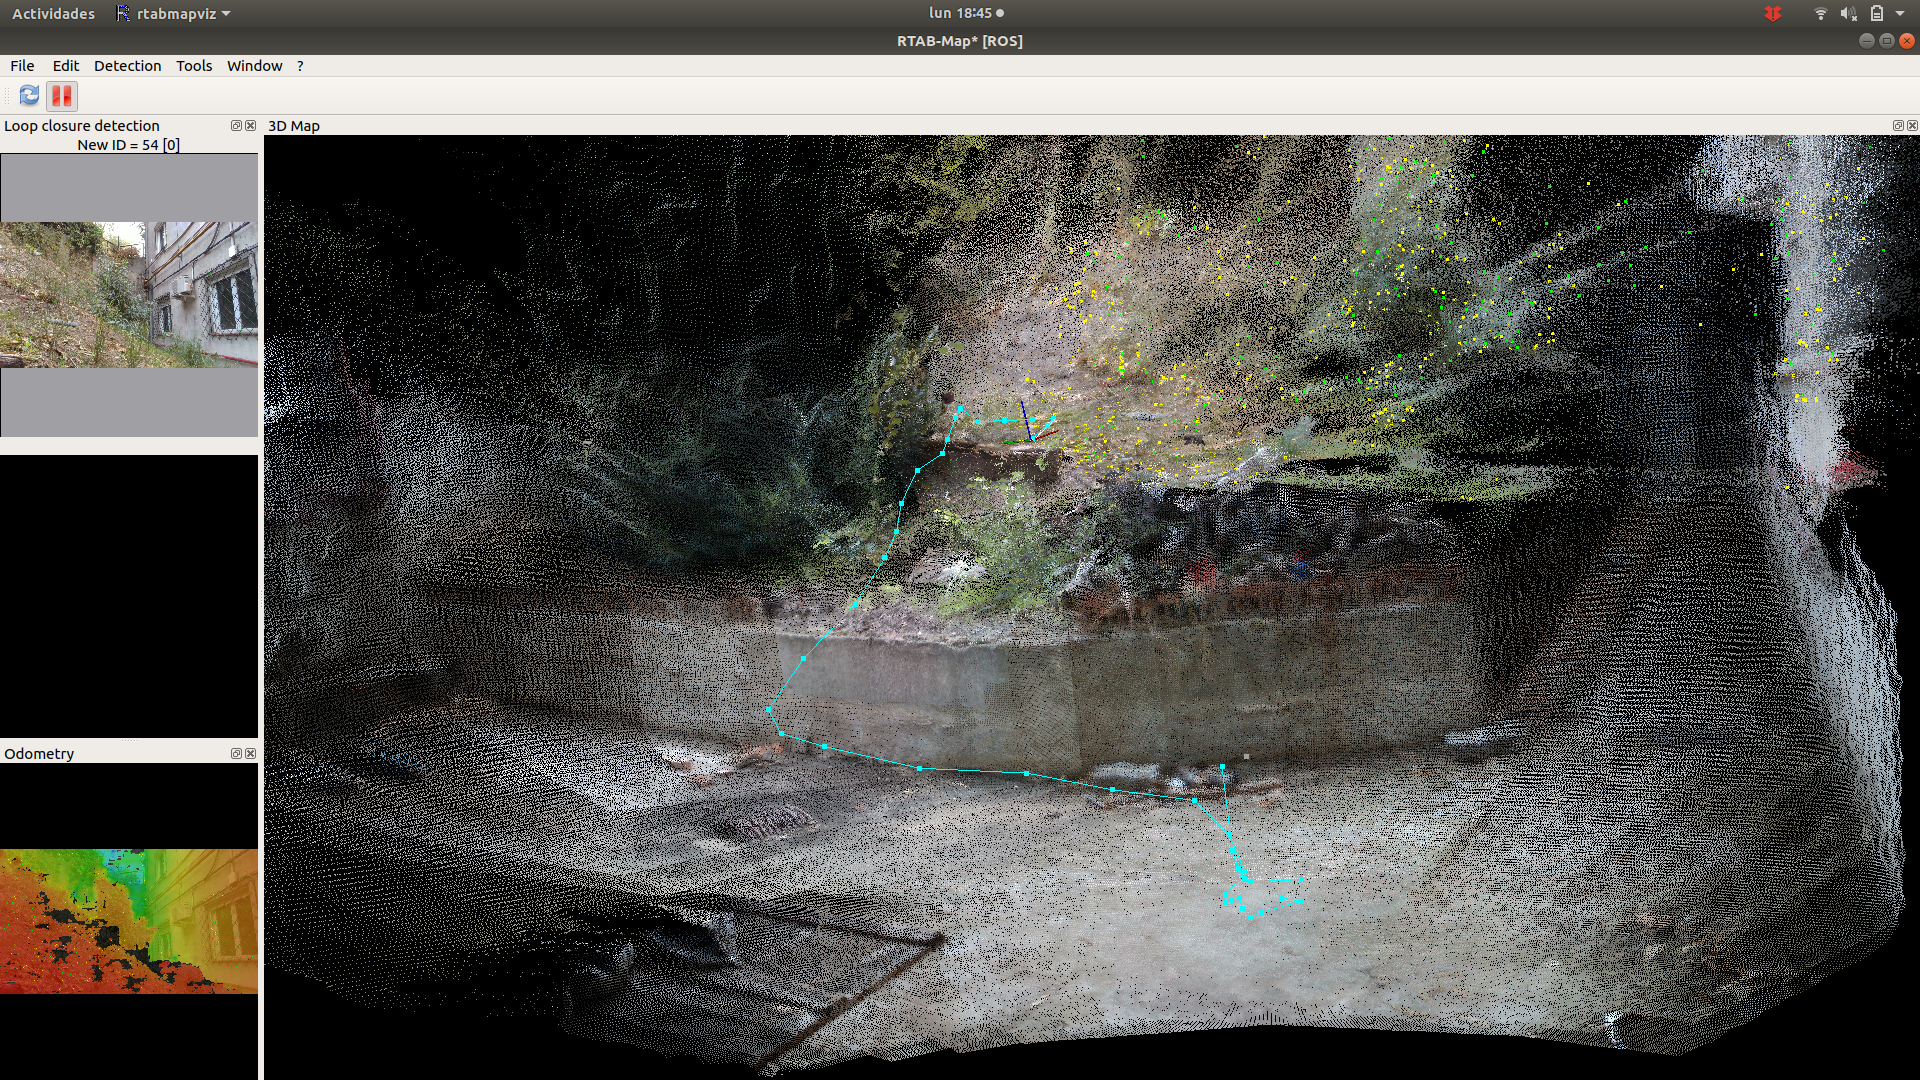 Actividades rtabmapviz lun 18:45
RTAB-Map* [ROS]
File Edit Detection Tools Window ?
Loop closure detection
3D Map
New ID = 54 [0]
Odometry